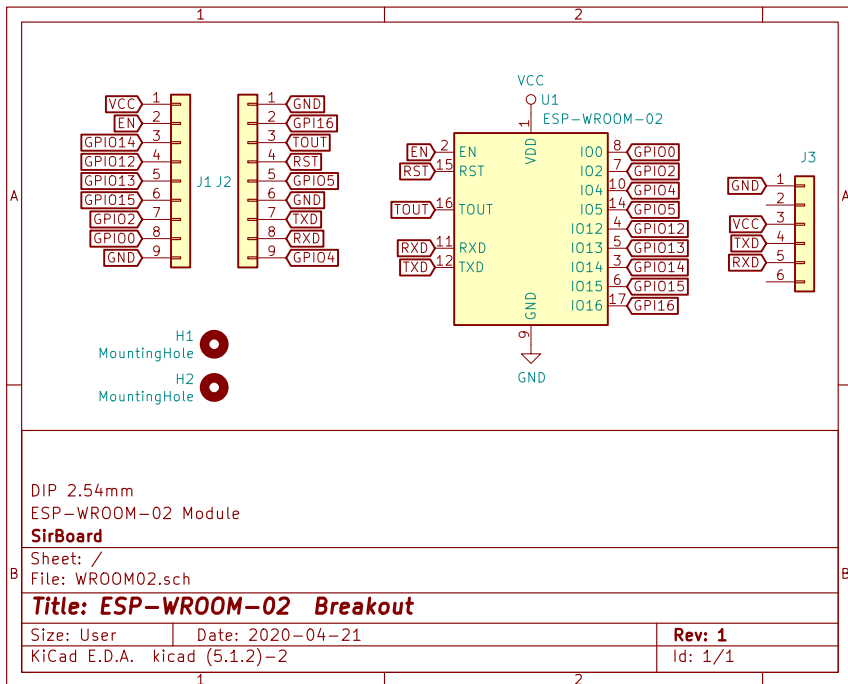 1 2
VCC 1
EN 2
GPIO14 3
GPIO12 4
GPIO13 5
GPIO15 6
GPIO2 7
GPIO0 8
GND 9
J1 J2
1 GND
2 GPI16
3 TOUT
4 RST
5 GPIO5
6 GND
7 TXD
8 RXD
9 GPIO4
VCC
U1
ESP-WROOM-02
1
VDD
EN 2 EN
RST 15 RST
TOUT 16 TOUT
RXD 11 RXD
TXD 12 TXD
IO0 8 GPIO0
IO2 7 GPIO2
IO4 10 GPIO4
IO5 14 GPIO5
IO12 4 GPIO12
IO13 5 GPIO13
IO14 3 GPIO14
IO15 6 GPIO15
IO16 17 GPI16
GND
9
GND
J3
GND 1
2
VCC 3
TXD 4
RXD 5
6
A A
H1
MountingHole
H2
MountingHole
DIP 2.54mm
ESP-WROOM-02 Module
SirBoard
Sheet: /
File: WROOM02.sch
B B
Title: ESP-WROOM-02 Breakout
Size: User Date: 2020-04-21 Rev: 1
KiCad E.D.A. kicad (5.1.2)-2 Id: 1/1
1 2